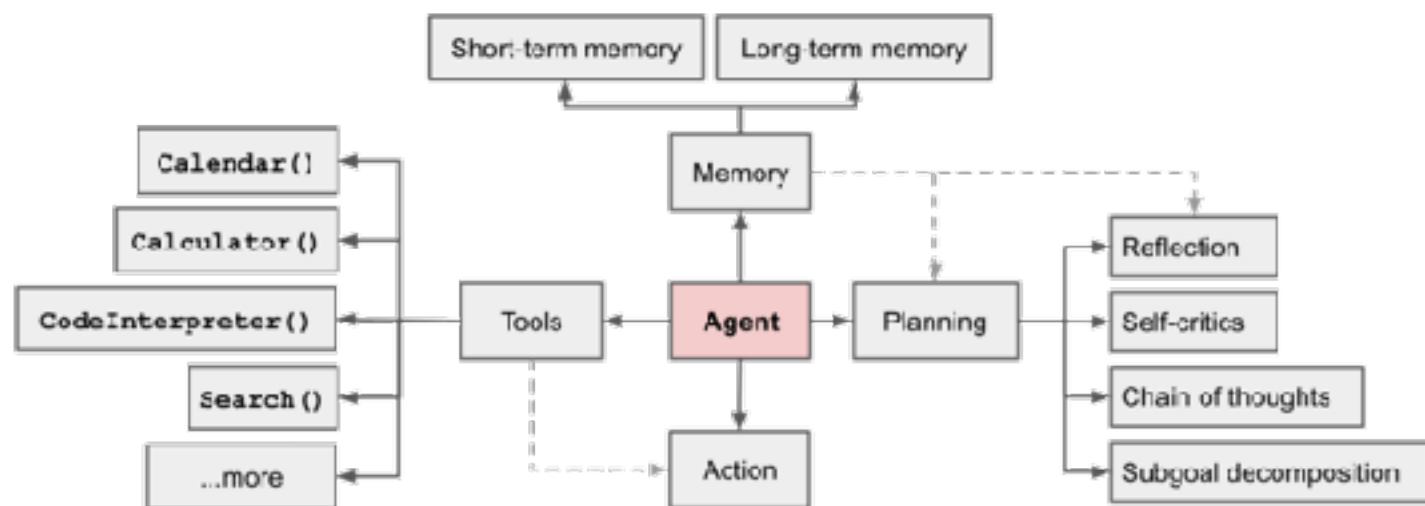 Short-term memory
Long-term memory
Calendar()
Memory
Calculator()
Reflection
CodeInterpreter()
Tools
Agent
Planning
Self-critics
Search()
Chain of thoughts
...more
Action
Subgoal decomposition